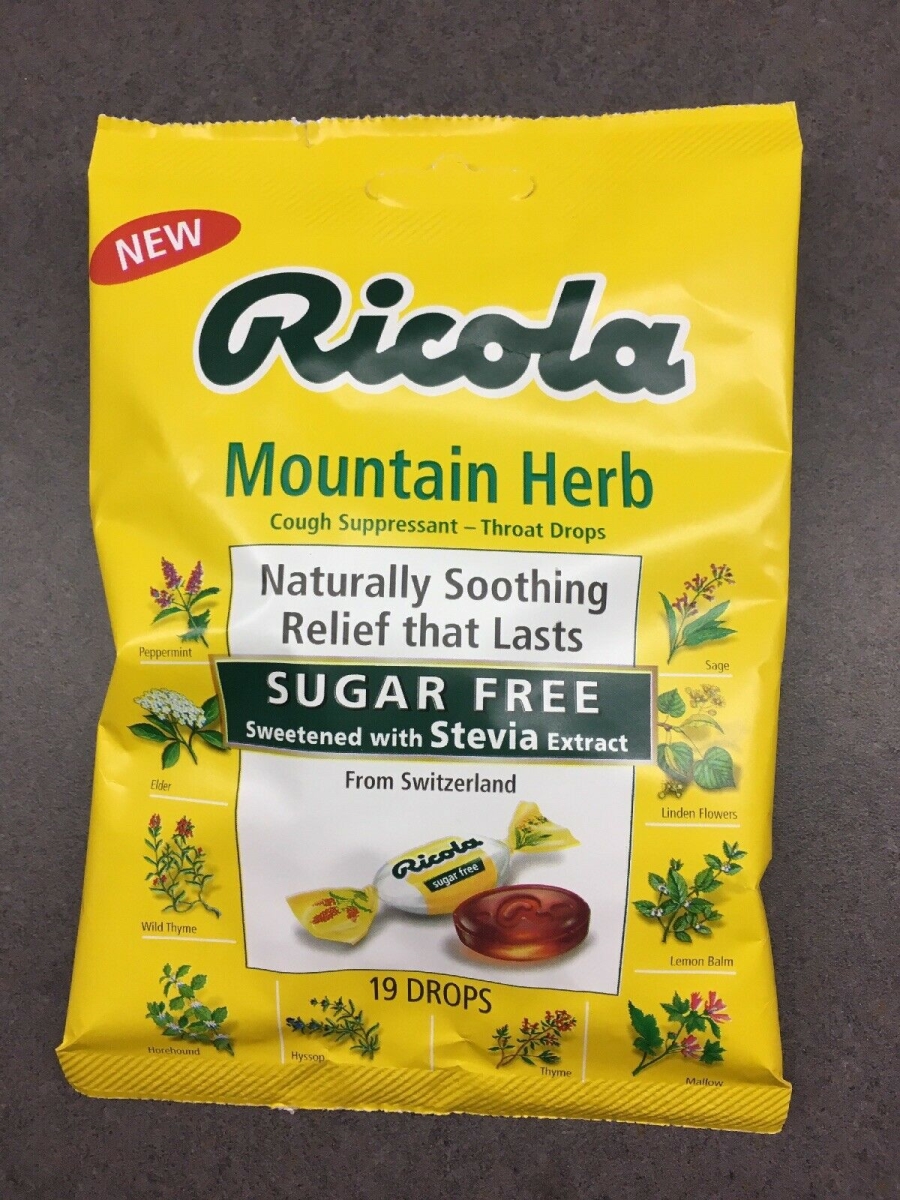 NEW
Ricola
Mountain Herb
Cough Suppressant – Throat Drops
Naturally Soothing
Relief that Lasts
SUGAR FREE
Sweetened with Stevia Extract
From Switzerland
Ricola
sugar free
19 DROPS
Peppermint
Elder
Wild Thyme
Horehound
Hyssop
Thyme
Sage
Linden Flowers
Lemon Balm
Mallow